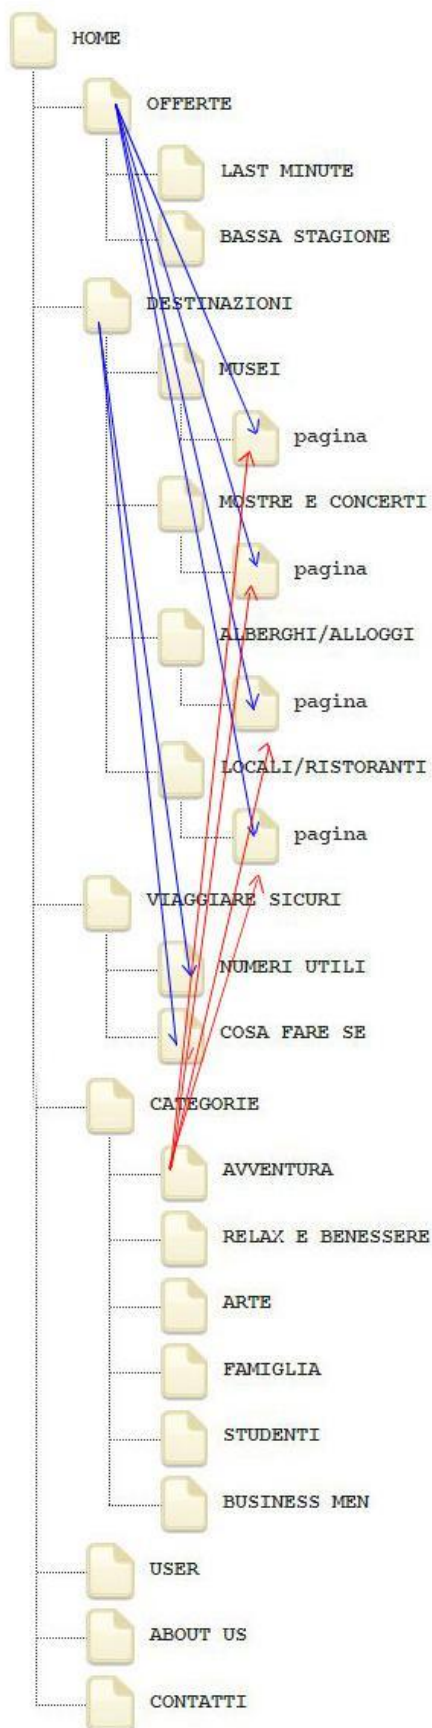 HOME
OFFERTE
LAST MINUTE
BASSA STAGIONE
DESTINAZIONI
MUSEI
pagina
MOSTRE E CONCERTI
pagina
ALBERGHI/ALLOGGI
pagina
LOCALI/RISTORANTI
pagina
VIAGGIARE SICURI
NUMERI UTILI
COSA FARE SE
CATEGORIE
AVVENTURA
RELAX E BENESSERE
ARTE
FAMIGLIA
STUDENTI
BUSINESS MEN
USER
ABOUT US
CONTATTI